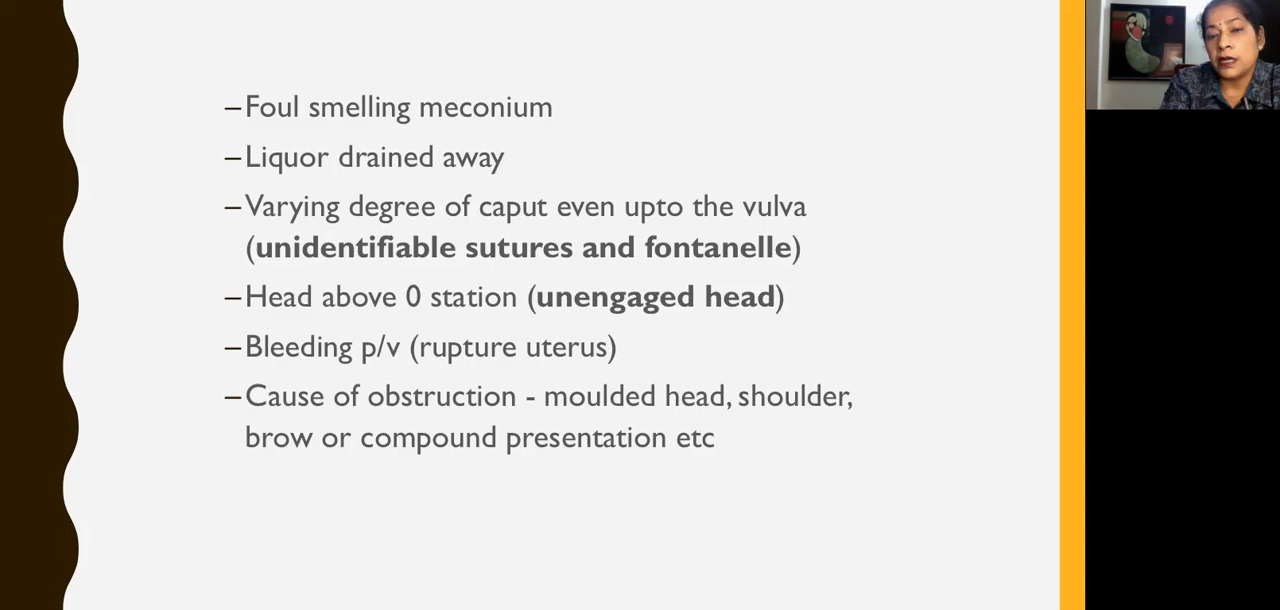 –Foul smelling meconium
–Liquor drained away
–Varying degree of caput even upto the vulva
(unidentifiable sutures and fontanelle)
–Head above 0 station (unengaged head)
–Bleeding p/v (rupture uterus)
–Cause of obstruction - moulded head, shoulder,
brow or compound presentation etc